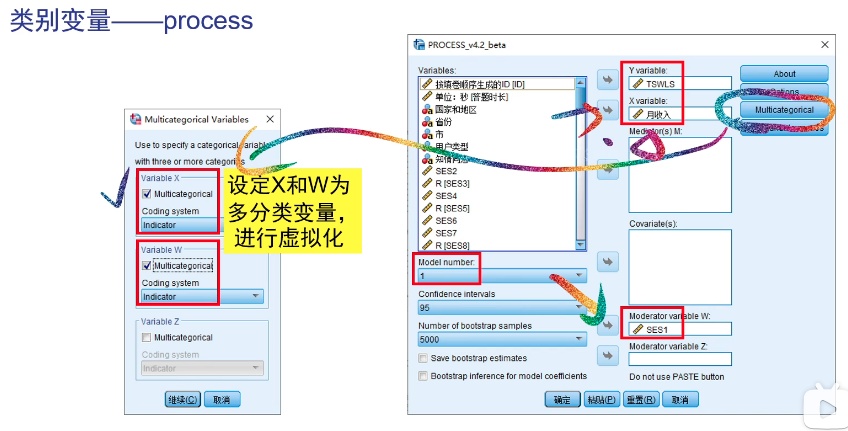 类别变量——process
Multicategorical Variables
Use to specify a categorical variable
with three or more categories
Variable X
Multicategorical
Coding system
Indicator
Variable W
Multicategorical
Coding system
Indicator
Variable Z
Multicategorical
Coding system
Indicator
继续(C)
取消
设定X和W为
多分类变量,
进行虚拟化
PROCESS_v4.2_beta
Variables:
按填卷顺序生成的ID [ID]
单位:秒 [答题时长]
国家和地区
省份
市
用户类型
SES2
R [SES3]
SES4
R [SES5]
SES6
SES7
R [SES8]
Model number:
1
Confidence intervals
95
Number of bootstrap samples
5000
Save bootstrap estimates
Bootstrap inference for model coefficients
Y variable:
TSWLS
X variable:
月收入
Mediator(s) M:
Covariate(s):
Moderator variable W:
SES1
Moderator variable Z:
Do not use PASTE button
About
Multicategorical
确定
粘贴(P)
重置(R)
取消